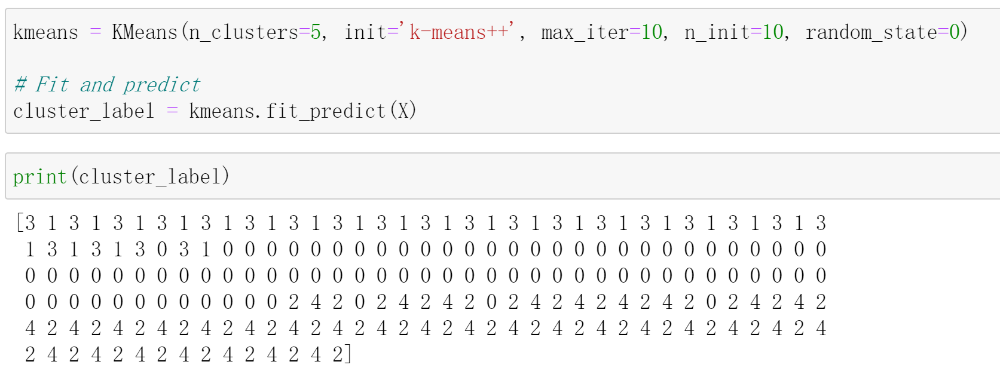 kmeans = KMeans(n_clusters=5, init='k-means++', max_iter=10, n_init=10, random_state=0)
# Fit and predict
cluster_label = kmeans.fit_predict(X)
print(cluster_label)
[3 1 3 1 3 1 3 1 3 1 3 1 3 1 3 1 3 1 3 1 3 1 3 1 3 1 3 1 3 1 3 1 3 1 3 1 3
1 3 1 3 1 3 0 3 1 0 0 0 0 0 0 0 0 0 0 0 0 0 0 0 0 0 0 0 0 0 0 0 0 0 0 0 0
0 0 0 0 0 0 0 0 0 0 0 0 0 0 0 0 0 0 0 0 0 0 0 0 0 0 0 0 0 0 0 0 0 0 0 0 0
0 0 0 0 0 0 0 0 0 0 0 0 2 4 2 0 2 4 2 4 2 0 2 4 2 4 2 4 2 4 2 0 2 4 2 4 2
4 2 4 2 4 2 4 2 4 2 4 2 4 2 4 2 4 2 4 2 4 2 4 2 4 2 4 2 4 2 4 2 4 2 4 2 4
2 4 2 4 2 4 2 4 2 4 2 4 2 4 2]